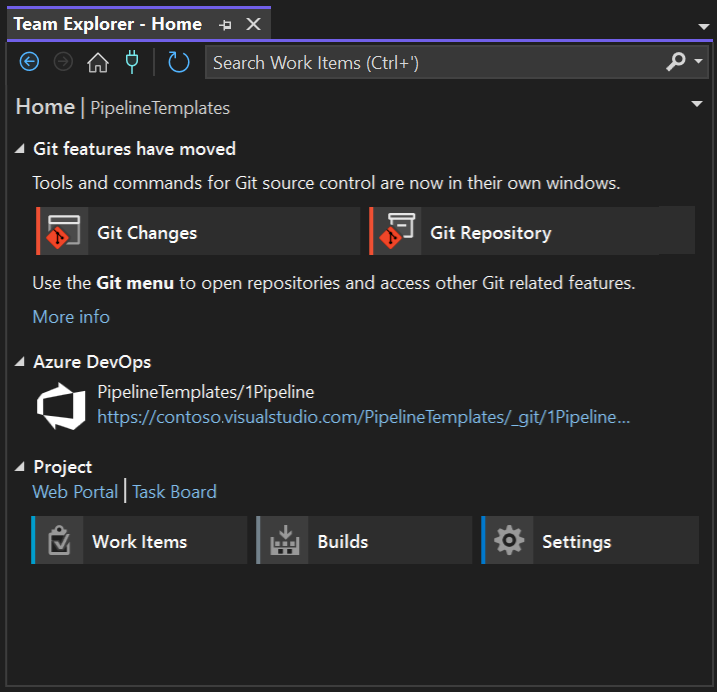 Team Explorer - Home
Search Work Items (Ctrl+')
Home | PipelineTemplates
Git features have moved
Tools and commands for Git source control are now in their own windows.
Git Changes
Git Repository
Use the Git menu to open repositories and access other Git related features.
More info
Azure DevOps
PipelineTemplates/1Pipeline
https://contoso.visualstudio.com/PipelineTemplates/_git/1Pipeline...
Project
Web Portal | Task Board
Work Items
Builds
Settings